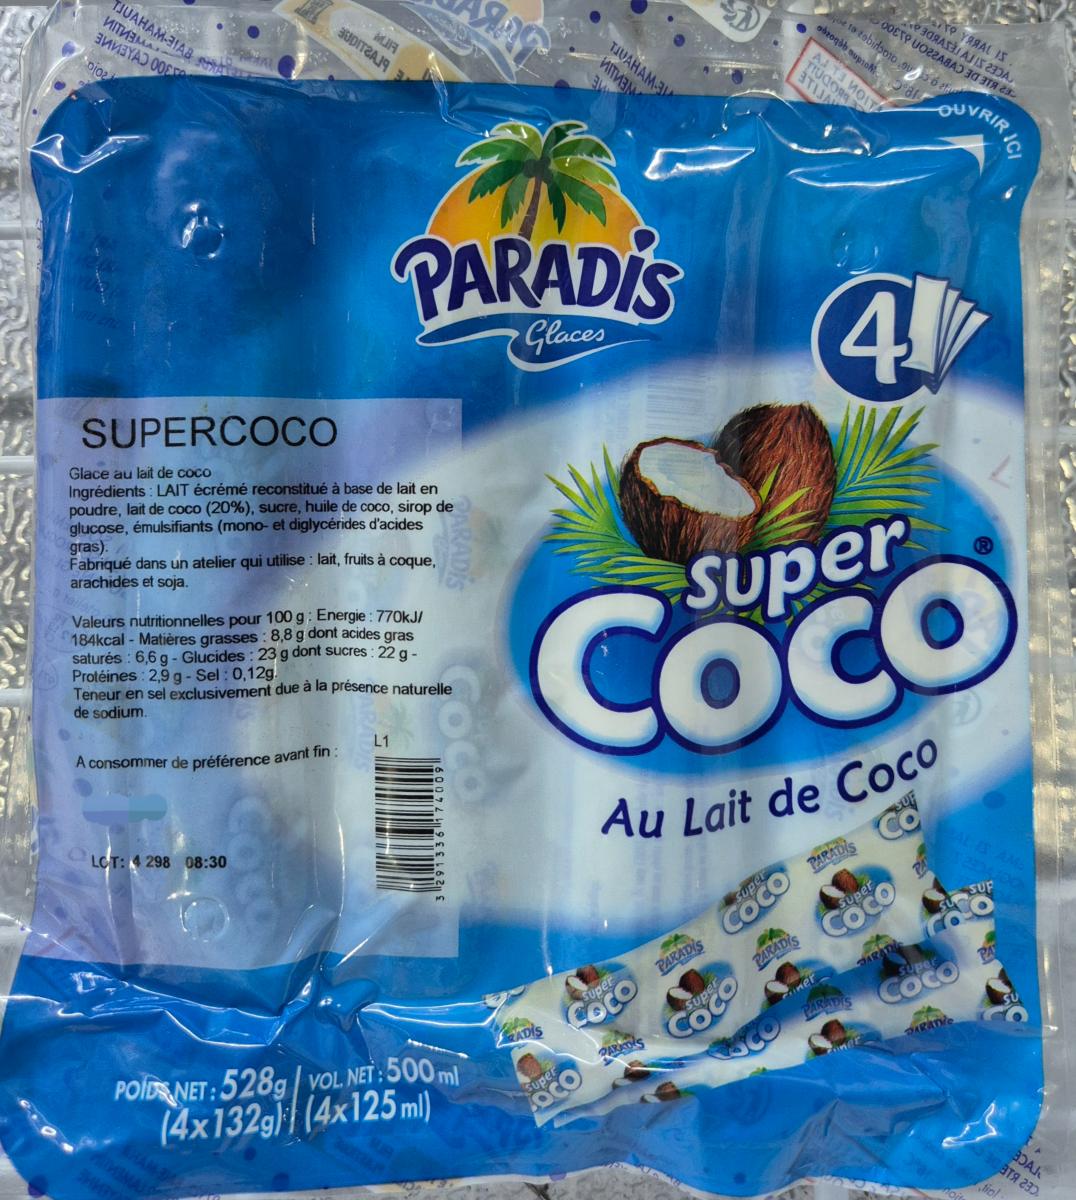 OUVRIR ICI
PARADIS
Glaces
4
SUPERCOCO
Glace au lait de coco
Ingrédients : LAIT écrémé reconstitué à base de lait en
poudre, lait de coco (20%), sucre, huile de coco, sirop de
glucose, émulsifiants (mono- et diglycérides d'acides
gras).
Fabriqué dans un atelier qui utilise : lait, fruits à coque,
arachides et soja.
Valeurs nutritionnelles pour 100 g : Energie : 770kJ/
184kcal - Matières grasses : 8,8 g dont acides gras
saturés : 6,6 g - Glucides : 23 g dont sucres : 22 g -
Protéines : 2,9 g - Sel : 0,12g.
Teneur en sel exclusivement due à la présence naturelle
de sodium.
A consommer de préférence avant fin :
L1
3 291336 174009
LOT: 4 298 08:30
super
COCO®
Au Lait de Coco
POIDS NET : 528g / VOL. NET : 500 ml
(4x132g) / (4x125 ml)